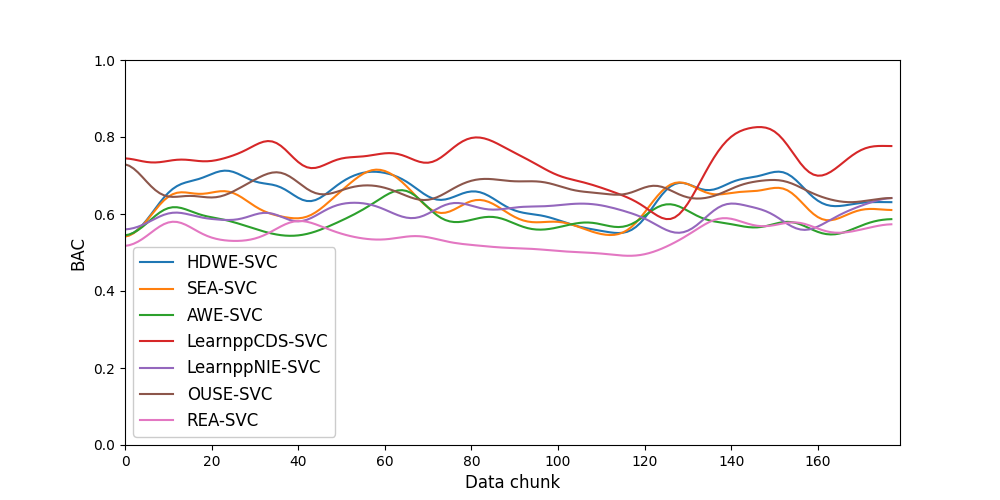 1.0
0.8
0.6
0.4
0.2
0.0
BAC
HDWE-SVC
SEA-SVC
AWE-SVC
LearnppCDS-SVC
LearnppNIE-SVC
OUSE-SVC
REA-SVC
0 20 40 60 80 100 120 140 160
Data chunk